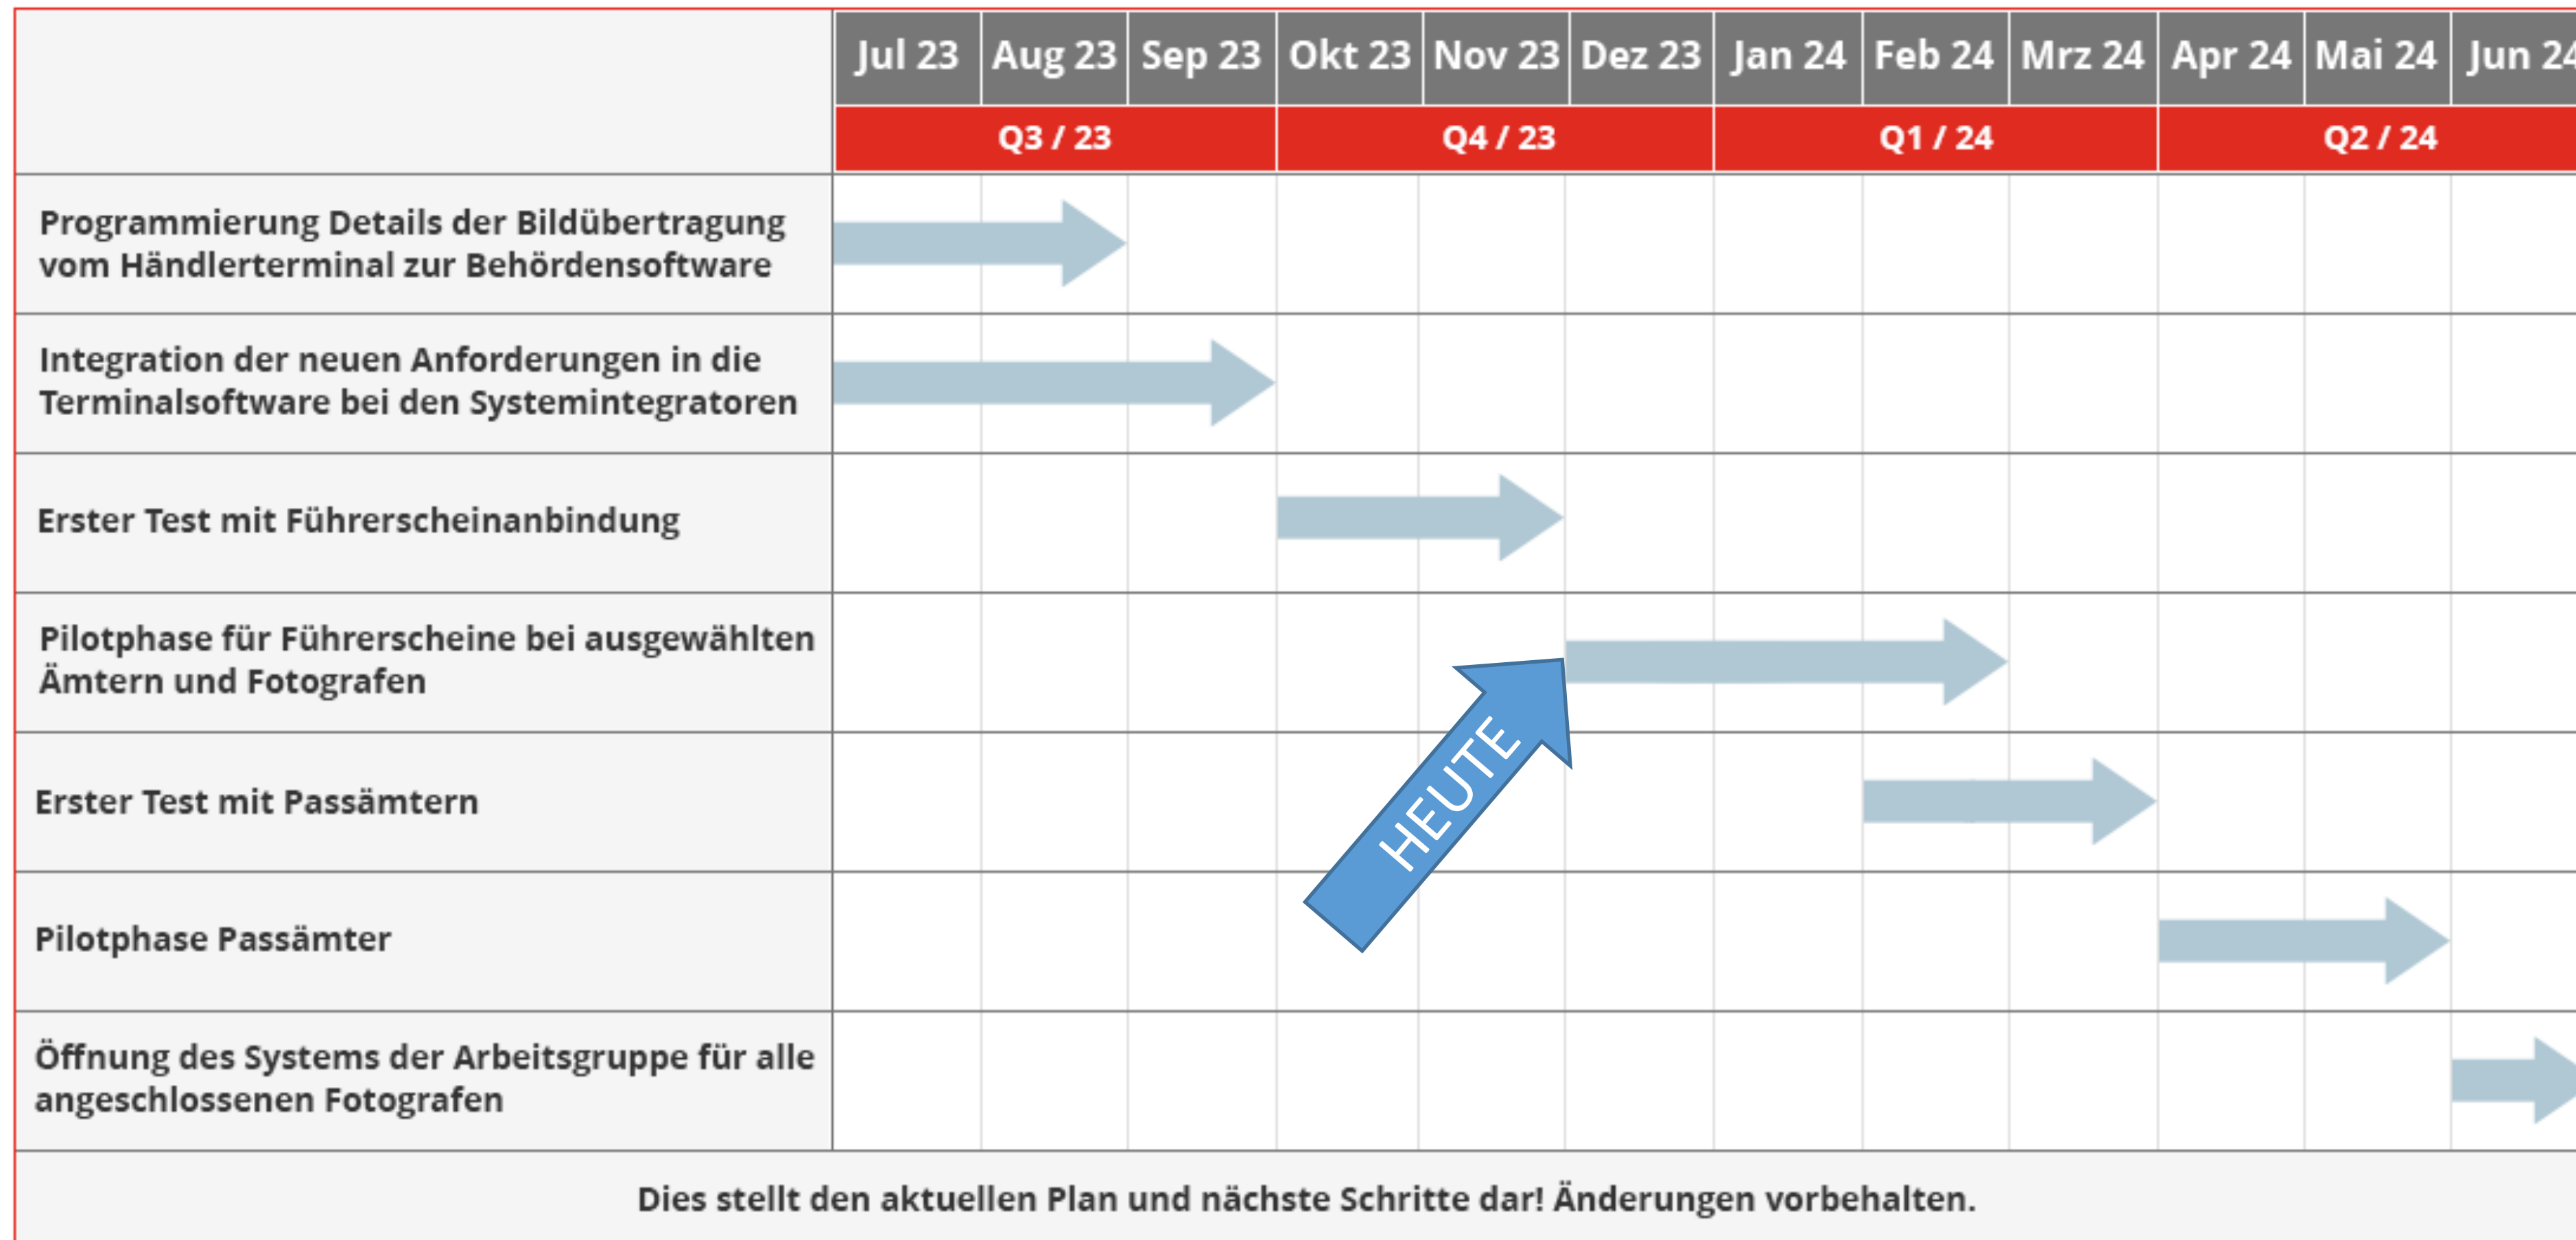 Jul 23 Aug 23 Sep 23 Okt 23 Nov 23 Dez 23 Jan 24 Feb 24 Mrz 24 Apr 24 Mai 24 Jun 24
Q3 / 23 Q4 / 23 Q1 / 24 Q2 / 24
Programmierung Details der Bildübertragung
vom Händlerterminal zur Behördensoftware
Integration der neuen Anforderungen in die
Terminalsoftware bei den Systemintegratoren
Erster Test mit Führerscheinanbindung
Pilotphase für Führerscheine bei ausgewählten
Ämtern und Fotografen
HEUTE
Erster Test mit Passämtern
Pilotphase Passämter
Öffnung des Systems der Arbeitsgruppe für alle
angeschlossenen Fotografen
Dies stellt den aktuellen Plan und nächste Schritte dar! Änderungen vorbehalten.